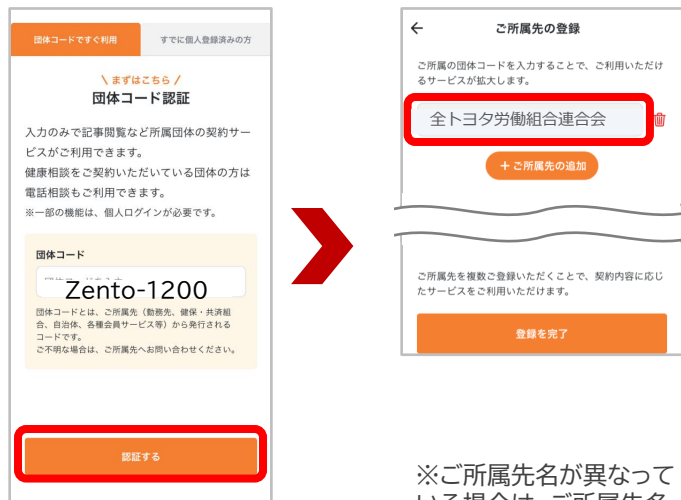 団体コードですぐ利用
すでに個人登録済みの方
\ まずはこちら /
団体コード認証
入力のみで記事閲覧など所属団体の契約サー
ビスがご利用できます。
健康相談をご契約いただいている団体の方は
電話相談もご利用できます。
※一部の機能は、個人ログインが必要です。
団体コード
Zento-1200
団体コードとは、ご所属先（勤務先、健保・共済組
合、自治体、各種会員サービス等）から発行される
コードです。
ご不明な場合は、ご所属先へお問い合わせください。
認証する
← ご所属先の登録
ご所属の団体コードを入力することで、ご利用いただけ
るサービスが拡大します。
全トヨタ労働組合連合会
＋ご所属先の追加
ご所属先を複数ご登録いただくことで、契約内容に応じ
たサービスをご利用いただけます。
登録を完了
※ご所属先名が異なって
いる場合は、ご所属先名